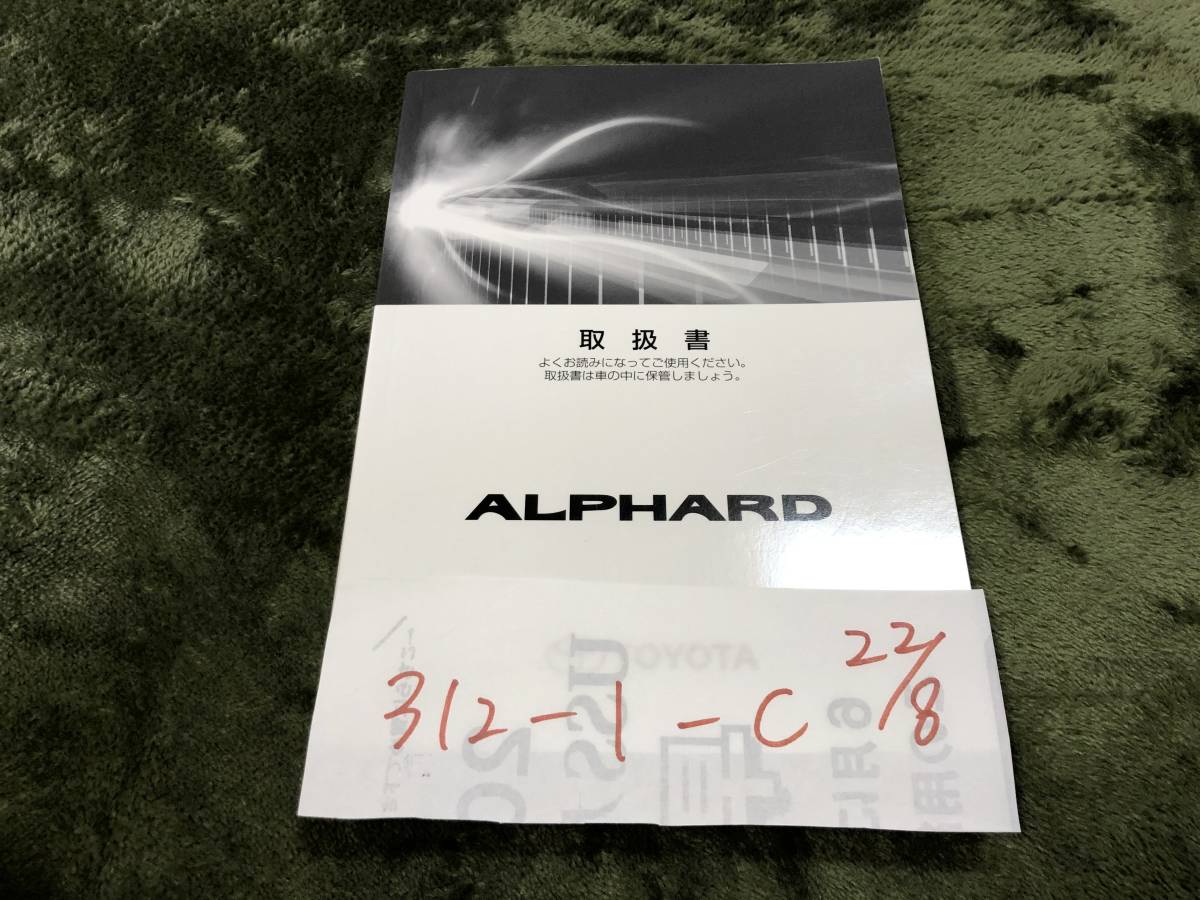 取扱書
よくお読みになってご使用ください。
取扱書は車の中に保管しましょう。
ALPHARD
TOYOTA
22/8
312-1-C